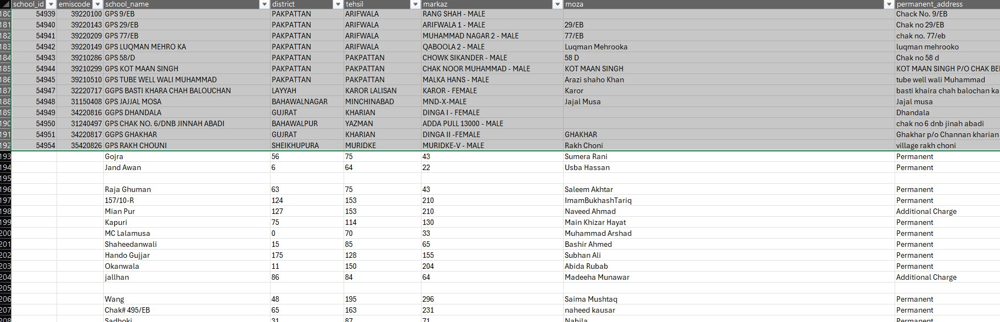 school_id emiscode school_name district tehsil markaz moza permanent_address
180 54939 39220100 GPS 9/EB PAKPATTAN ARIFWALA RANG SHAH - MALE Chack No. 9/EB
181 54940 39220143 GPS 29/EB PAKPATTAN ARIFWALA ARIFWALA 1 - MALE 29/EB Chak no 29/EB
182 54941 39220209 GPS 77/EB PAKPATTAN ARIFWALA MUHAMMAD NAGAR 2 - MALE 77/EB chak no. 77/eb
183 54942 39220149 GPS LUQMAN MEHRO KA PAKPATTAN ARIFWALA QABOOLA 2 - MALE Luqman Mehrooka luqman mehrooko
184 54943 39210286 GPS 58/D PAKPATTAN PAKPATTAN CHOWK SIKANDER - MALE 58 D Chak no 58 d
185 54944 39210299 GPS KOT MAAN SINGH PAKPATTAN PAKPATTAN CHAK NOOR MUHAMMAD - MALE KOT MAAN SINGH KOT MAAN SINGH P/O CHAK BE
186 54945 39210510 GPS TUBE WELL WALI MUHAMMAD PAKPATTAN PAKPATTAN MALKA HANS - MALE Arazi shaho Khan tube well wali Muhammad
187 54947 32220717 GGPS BASTI KHARA CHAH BALOUCHAN LAYYAH KAROR LALISAN KAROR - FEMALE Karor basti khaira chah balochan ka
188 54948 31150408 GPS JAJJAL MOSA BAHAWALNAGAR MINCHINABAD MND-X-MALE Jajal Musa Jajal musa
189 54949 34220816 GGPS DHANDALA GUJRAT KHARIAN DINGA I - FEMALE Dhandala
190 54950 31240497 GPS CHAK NO. 6/DNB JINNAH ABADI BAHAWALPUR YAZMAN ADDA PULL 13000 - MALE chak no 6 dnb jinah abadi
191 54951 34220817 GGPS GHAKHAR GUJRAT KHARIAN DINGA II -FEMALE GHAKHAR Ghakhar p/o Channan kharian
192 54954 35420826 GPS RAKH CHOUNI SHEIKHUPURA MURIDKE MURIDKE-V - MALE Rakh Choni village rakh choni
193 Gojra 56 75 43 Sumera Rani Permanent
194 Jand Awan 6 64 22 Usba Hassan Permanent
195
196 Raja Ghuman 63 75 43 Saleem Akhtar Permanent
197 157/10-R 124 153 210 ImamBukhashTariq Permanent
198 Mian Pur 127 153 210 Naveed Ahmad Additional Charge
199 Kapuri 75 114 130 Main Khizar Hayat Permanent
200 MC Lalamusa 0 70 33 Muhammad Arshad Permanent
201 Shaheedanwali 15 85 65 Bashir Ahmed Permanent
202 Hando Gujjar 175 128 155 Subhan Ali Permanent
203 Okanwala 11 150 204 Abida Rubab Permanent
204 jallhan 86 84 64 Madeeha Munawar Additional Charge
205
206 Wang 48 195 296 Saima Mushtaq Permanent
207 Chak# 495/EB 65 163 231 naheed kausar Permanent
208 Sadhoki 31 87 71 Nabila Permanent